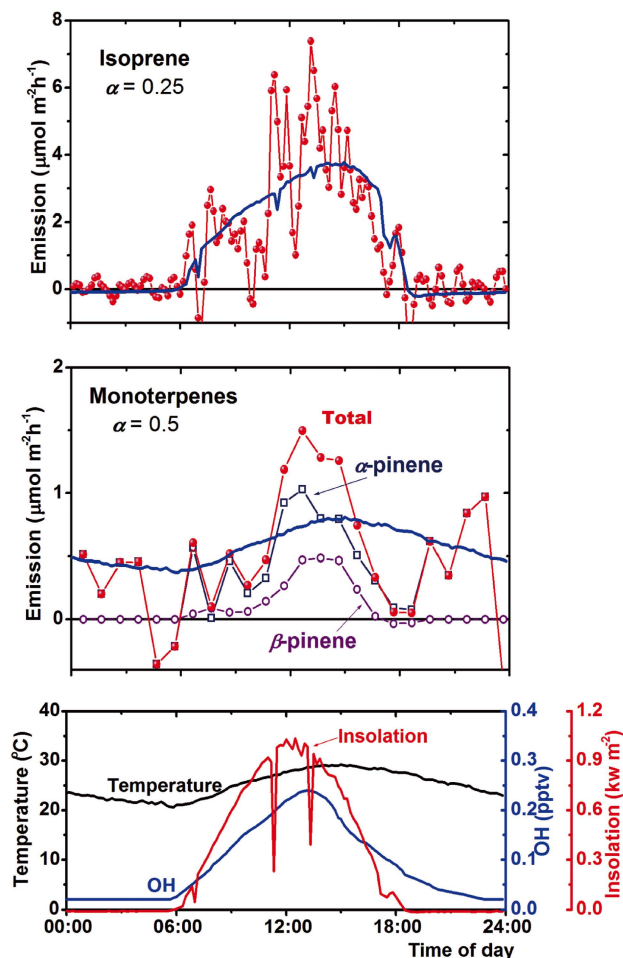 Isoprene
α = 0.25
Emission (μmol m⁻²h⁻¹)
8
6
4
2
0
Monoterpenes
α = 0.5
Total
α-pinene
β-pinene
Emission (μmol m⁻²h⁻¹)
2
1
0
Temperature
Insolation
OH
Temperature (⁰C)
40
30
20
10
0
0.4
0.3
0.2
0.1
0.0
OH (pptv)
1.2
0.9
0.6
0.3
0.0
Insolation (kw m⁻²)
00:00 06:00 12:00 18:00 24:00
Time of day